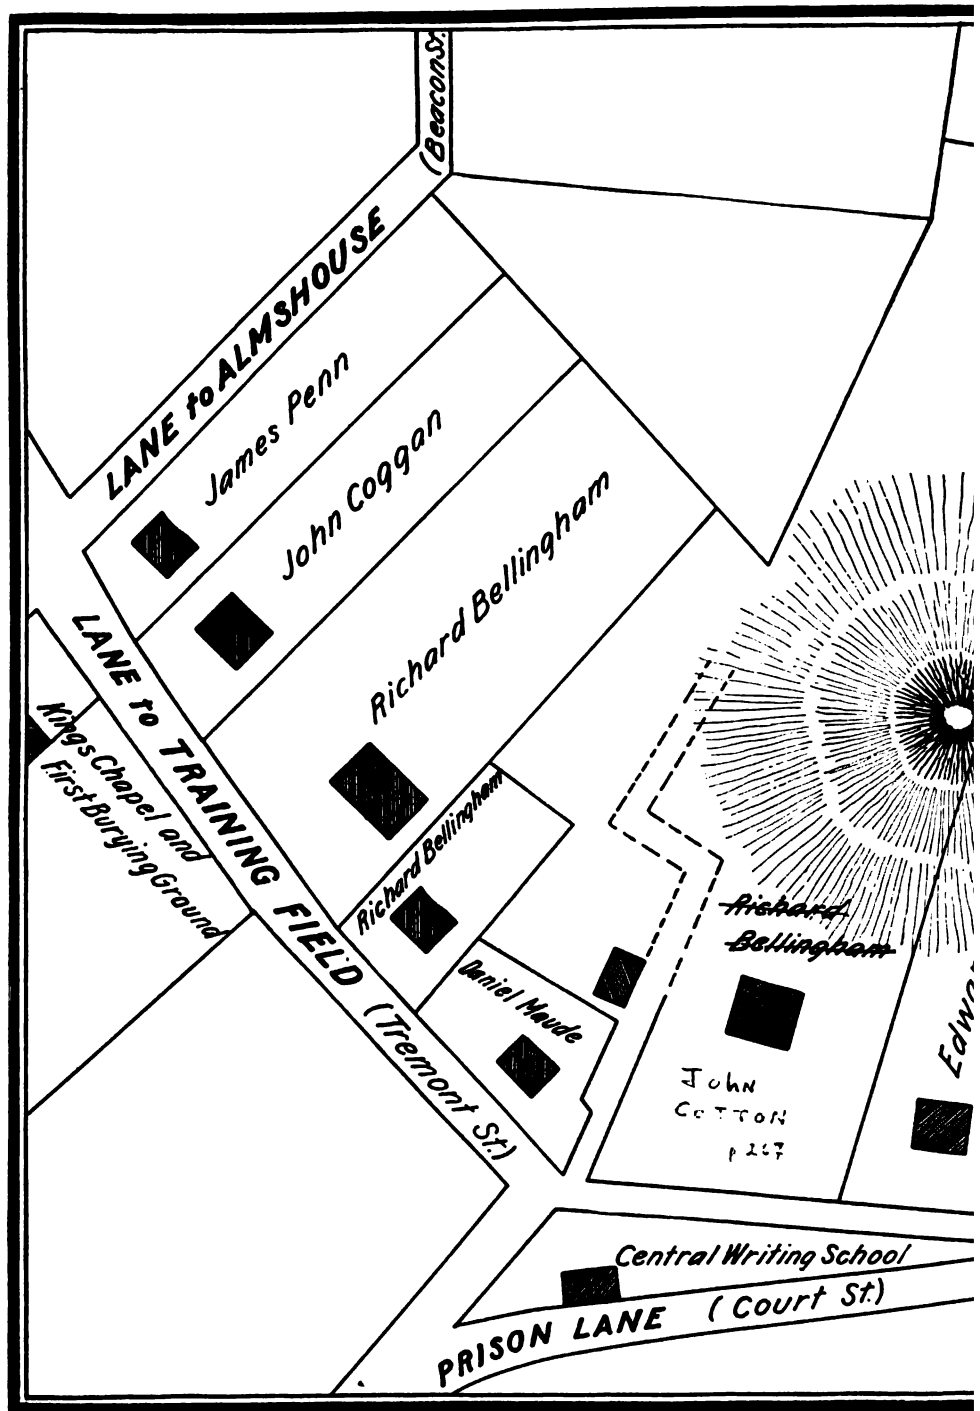 (Beacon St.
LANE to ALMSHOUSE
James Penn
John Coggan
Richard Bellingham
LANE to TRAINING FIELD (Tremont St.)
King's Chapel and
First Burying Ground
Richard Bellingham
Daniel Maude
Richard
Bellingham
JOHN
COTTON
p 267
Edwar
Central Writing School
PRISON LANE (Court St.)